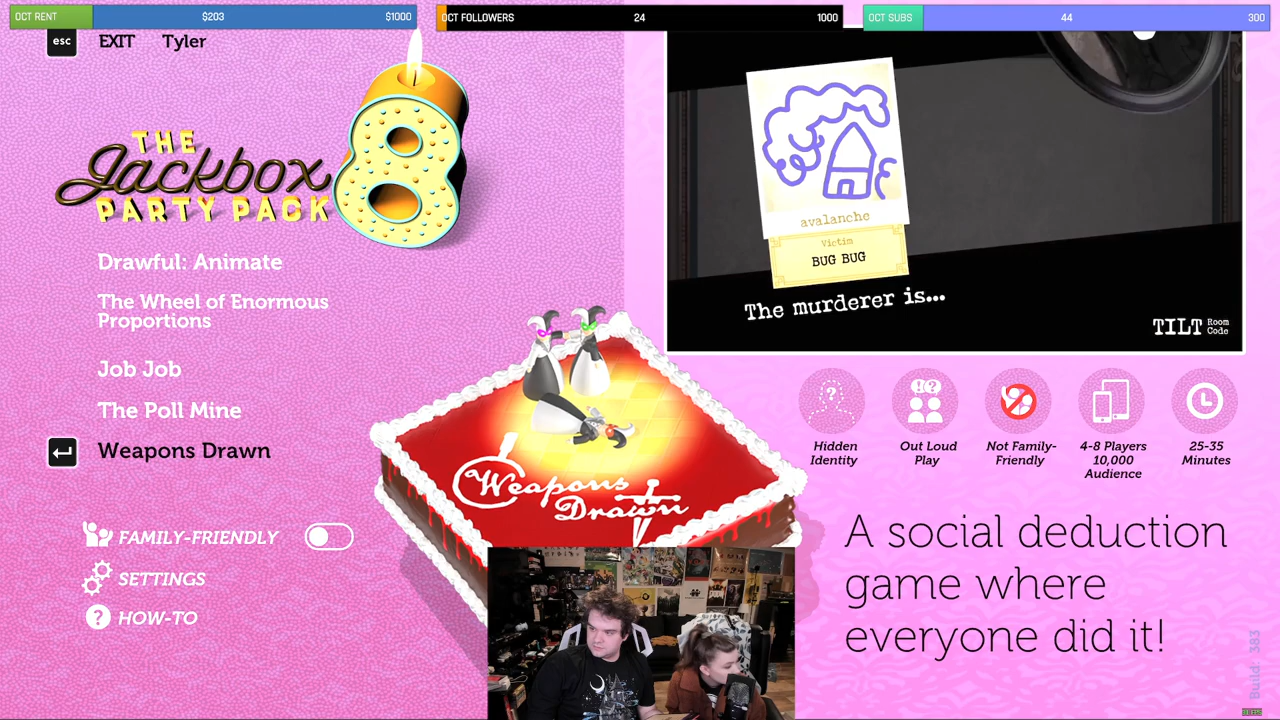 OCT RENT $203 $1000
OCT FOLLOWERS 24 1000
OCT SUBS 44 300
esc EXIT Tyler
THE
Jackbox
PARTY PACK
8
Drawful: Animate
The Wheel of Enormous
Proportions
Job Job
The Poll Mine
Weapons Drawn
FAMILY-FRIENDLY
SETTINGS
? HOW-TO
Weapons
Drawn
avalanche
Victim
BUG BUG
The murderer is...
TILT Room
Code
Hidden
Identity
Out Loud
Play
Not Family-
Friendly
4-8 Players
10,000
Audience
25-35
Minutes
A social deduction
game where
everyone did it!
Build: 383